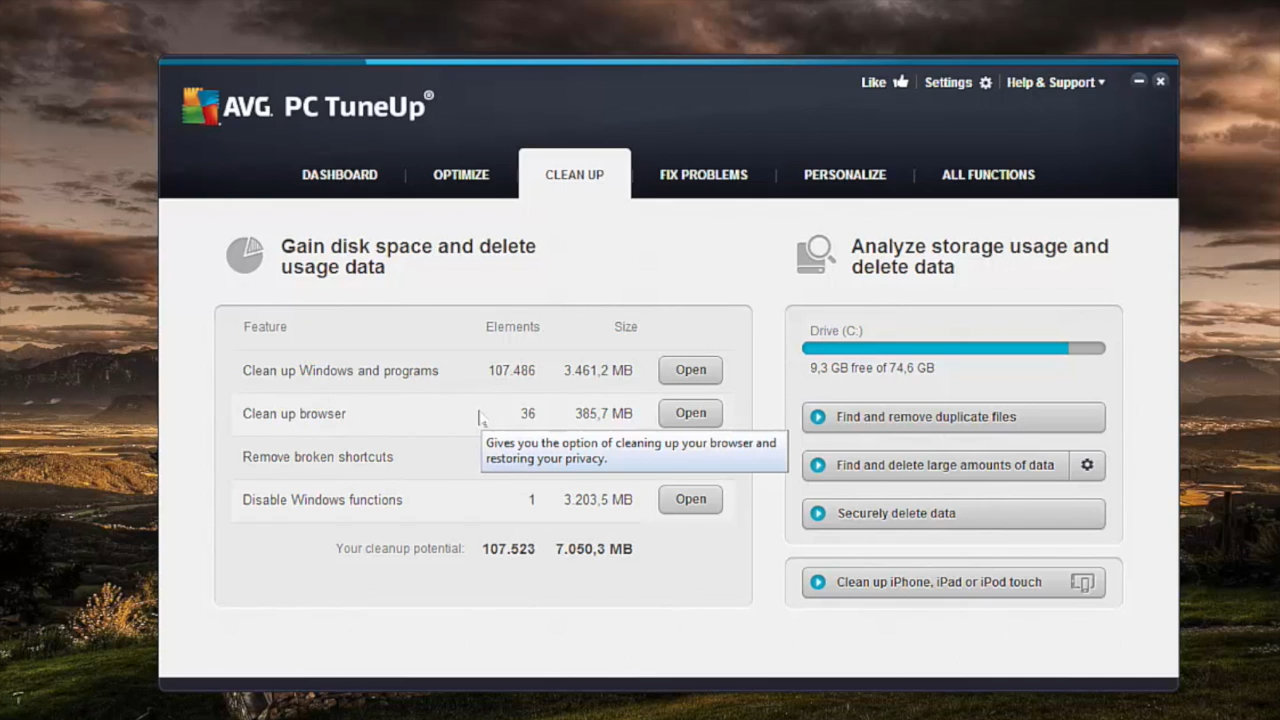 Like
Settings
Help & Support
AVG. PC TuneUp®
DASHBOARD
OPTIMIZE
CLEAN UP
FIX PROBLEMS
PERSONALIZE
ALL FUNCTIONS
Gain disk space and delete
usage data
Feature Elements Size
Clean up Windows and programs 107.486 3.461,2 MB Open
Clean up browser 36 385,7 MB Open
Gives you the option of cleaning up your browser and
restoring your privacy.
Remove broken shortcuts
Disable Windows functions 1 3.203,5 MB Open
Your cleanup potential: 107.523 7.050,3 MB
Analyze storage usage and
delete data
Drive (C:)
9,3 GB free of 74,6 GB
Find and remove duplicate files
Find and delete large amounts of data
Securely delete data
Clean up iPhone, iPad or iPod touch